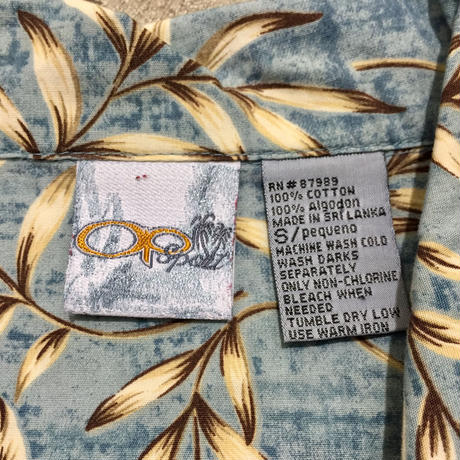 Op
Sport
RN # 87989
100% COTTON
100% Algodon
MADE IN SRI LANKA
S/ pequeno
MACHINE WASH COLD
WASH DARKS
SEPARATELY
ONLY NON-CHLORINE
BLEACH WHEN
NEEDED
TUMBLE DRY LOW
USE WARM IRON